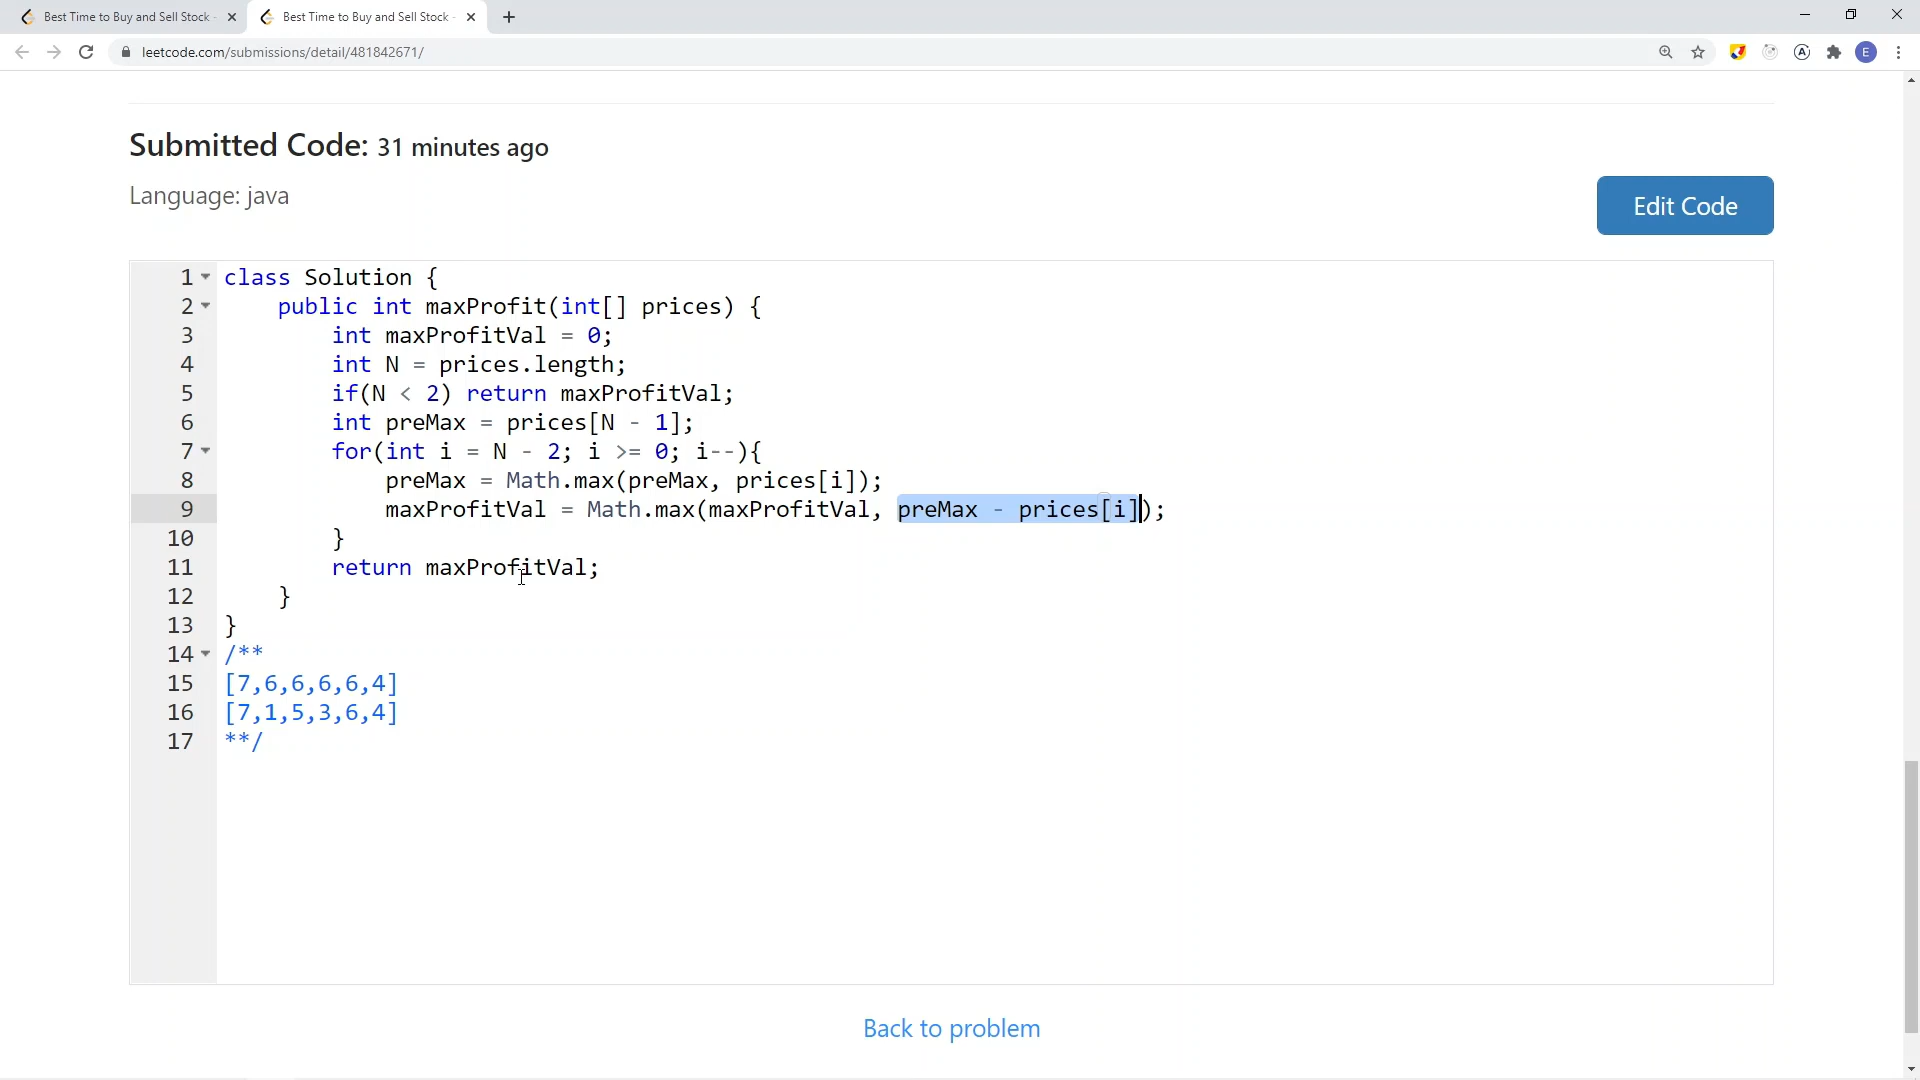 Best Time to Buy and Sell Stock -
Best Time to Buy and Sell Stock -
leetcode.com/submissions/detail/481842671/
E
Submitted Code: 31 minutes ago
Language: java
Edit Code
1 class Solution {
2     public int maxProfit(int[] prices) {
3         int maxProfitVal = 0;
4         int N = prices.length;
5         if(N < 2) return maxProfitVal;
6         int preMax = prices[N - 1];
7         for(int i = N - 2; i >= 0; i--){
8             preMax = Math.max(preMax, prices[i]);
9             maxProfitVal = Math.max(maxProfitVal, preMax - prices[i]);
10         }
11         return maxProfitVal;
12     }
13 }
14 /**
15 [7,6,6,6,6,4]
16 [7,1,5,3,6,4]
17 **/
Back to problem